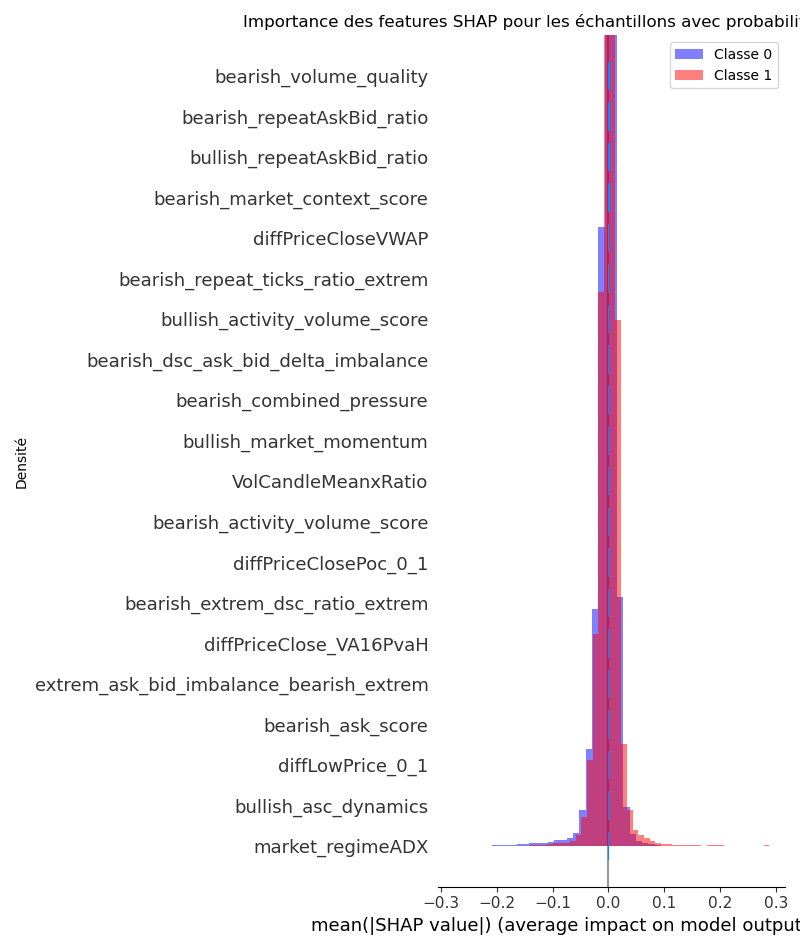 Importance des features SHAP pour les échantillons avec probabili
Classe 0
Classe 1
bearish_volume_quality
bearish_repeatAskBid_ratio
bullish_repeatAskBid_ratio
bearish_market_context_score
diffPriceCloseVWAP
bearish_repeat_ticks_ratio_extrem
bullish_activity_volume_score
bearish_dsc_ask_bid_delta_imbalance
bearish_combined_pressure
bullish_market_momentum
VolCandleMeanxRatio
bearish_activity_volume_score
diffPriceClosePoc_0_1
bearish_extrem_dsc_ratio_extrem
diffPriceClose_VA16PvaH
extrem_ask_bid_imbalance_bearish_extrem
bearish_ask_score
diffLowPrice_0_1
bullish_asc_dynamics
market_regimeADX
Densité
−0.3 −0.2 −0.1 0.0 0.1 0.2 0.3
mean(|SHAP value|) (average impact on model output